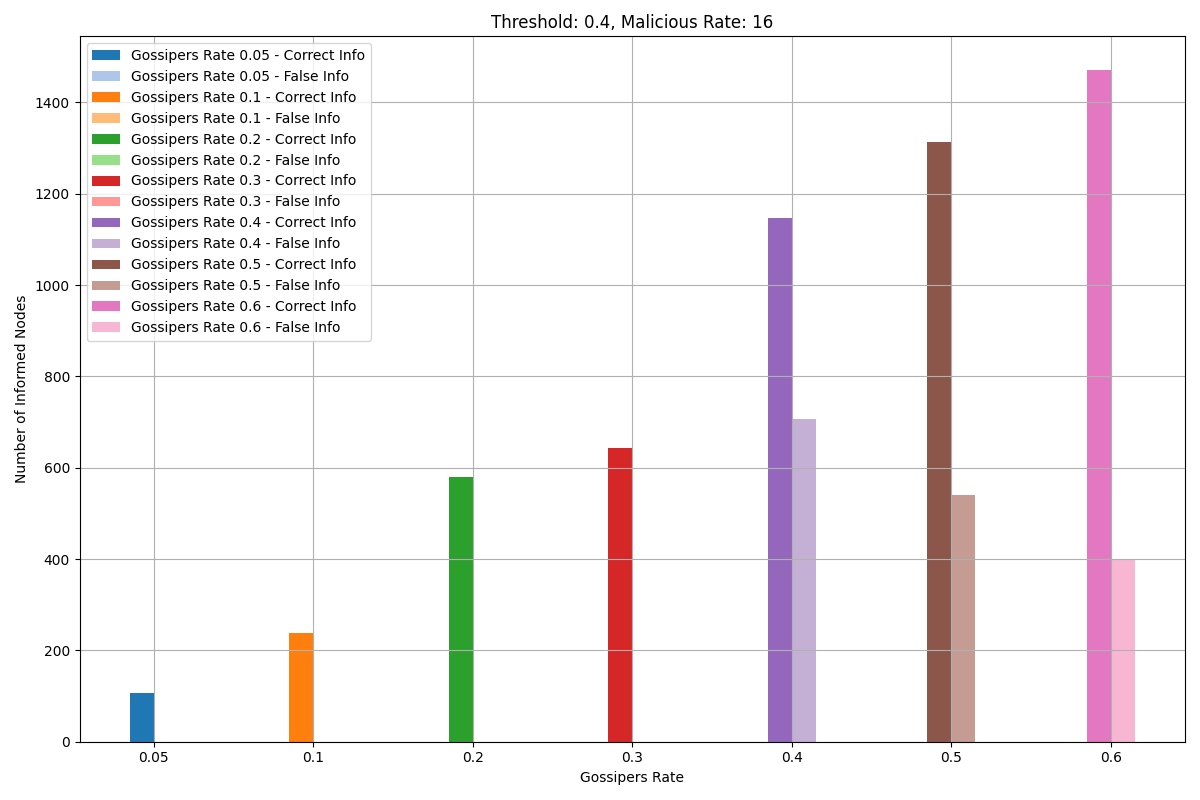 Threshold: 0.4, Malicious Rate: 16
Gossipers Rate 0.05 - Correct Info
Gossipers Rate 0.05 - False Info
Gossipers Rate 0.1 - Correct Info
Gossipers Rate 0.1 - False Info
Gossipers Rate 0.2 - Correct Info
Gossipers Rate 0.2 - False Info
Gossipers Rate 0.3 - Correct Info
Gossipers Rate 0.3 - False Info
Gossipers Rate 0.4 - Correct Info
Gossipers Rate 0.4 - False Info
Gossipers Rate 0.5 - Correct Info
Gossipers Rate 0.5 - False Info
Gossipers Rate 0.6 - Correct Info
Gossipers Rate 0.6 - False Info
Number of Informed Nodes
1400
1200
1000
800
600
400
200
0
0.05 0.1 0.2 0.3 0.4 0.5 0.6
Gossipers Rate